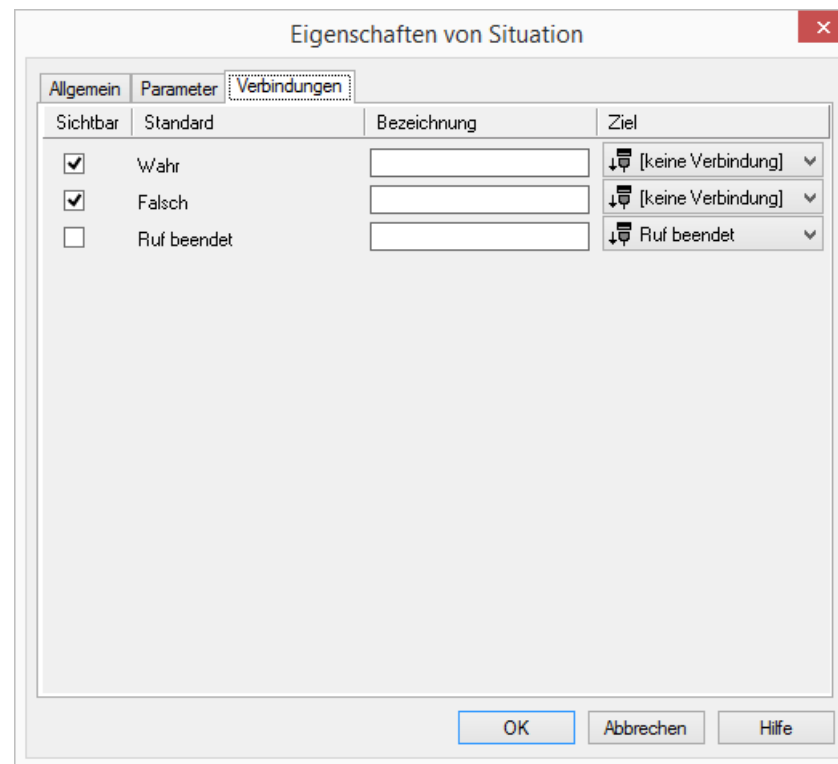 Eigenschaften von Situation
Allgemein Parameter Verbindungen
Sichtbar Standard Bezeichnung Ziel
Wahr [keine Verbindung]
Falsch [keine Verbindung]
Ruf beendet Ruf beendet
OK Abbrechen Hilfe